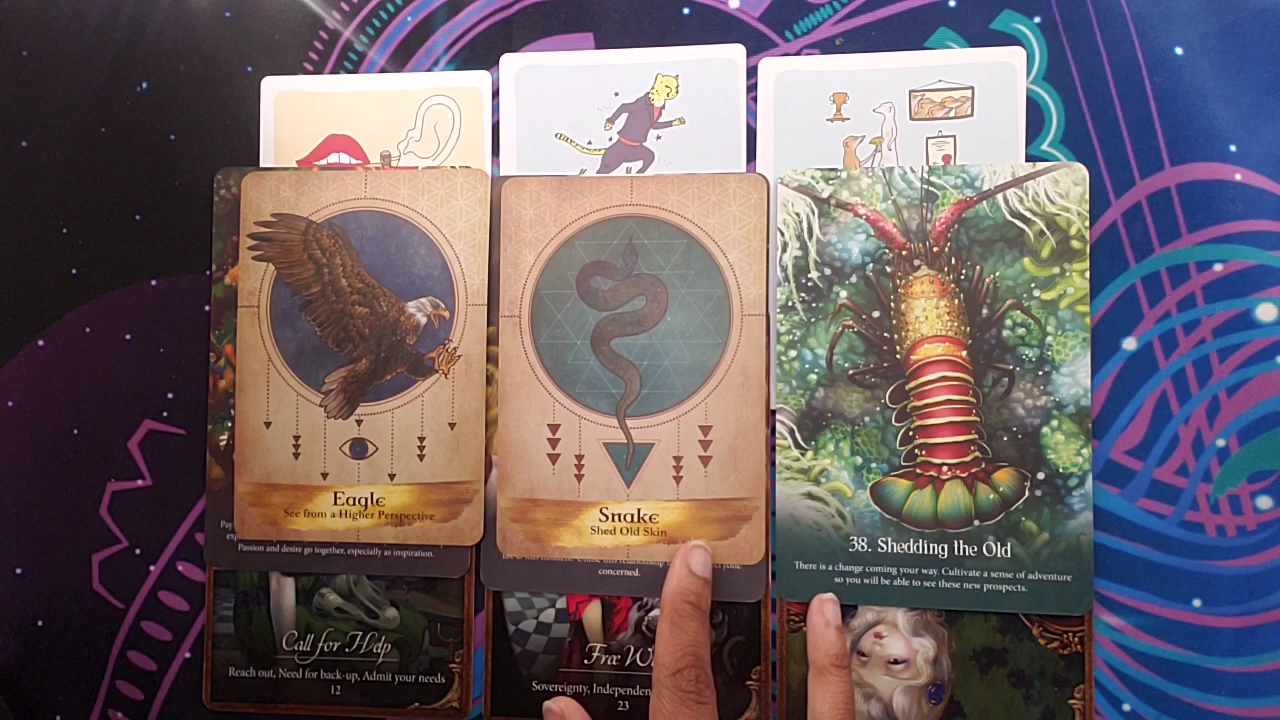 Eagle
See from a Higher Perspective
Passion and desire go together, especially as inspiration.
Call for Help
Reach out, Need for back-up, Admit your needs
12
Snake
Shed Old Skin
concerned.
Sovereignty,
23
38. Shedding the Old
There is a change coming your way. Cultivate a sense of adventure
so you will be able to see these new prospects.